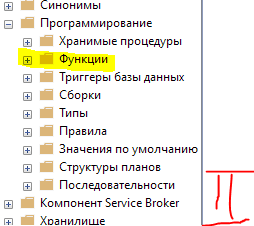 Синонимы
Программирование
Хранимые процедуры
Функции
Триггеры базы данных
Сборки
Типы
Правила
Значения по умолчанию
Структуры планов
Последовательности
Компонент Service Broker
Хранилище